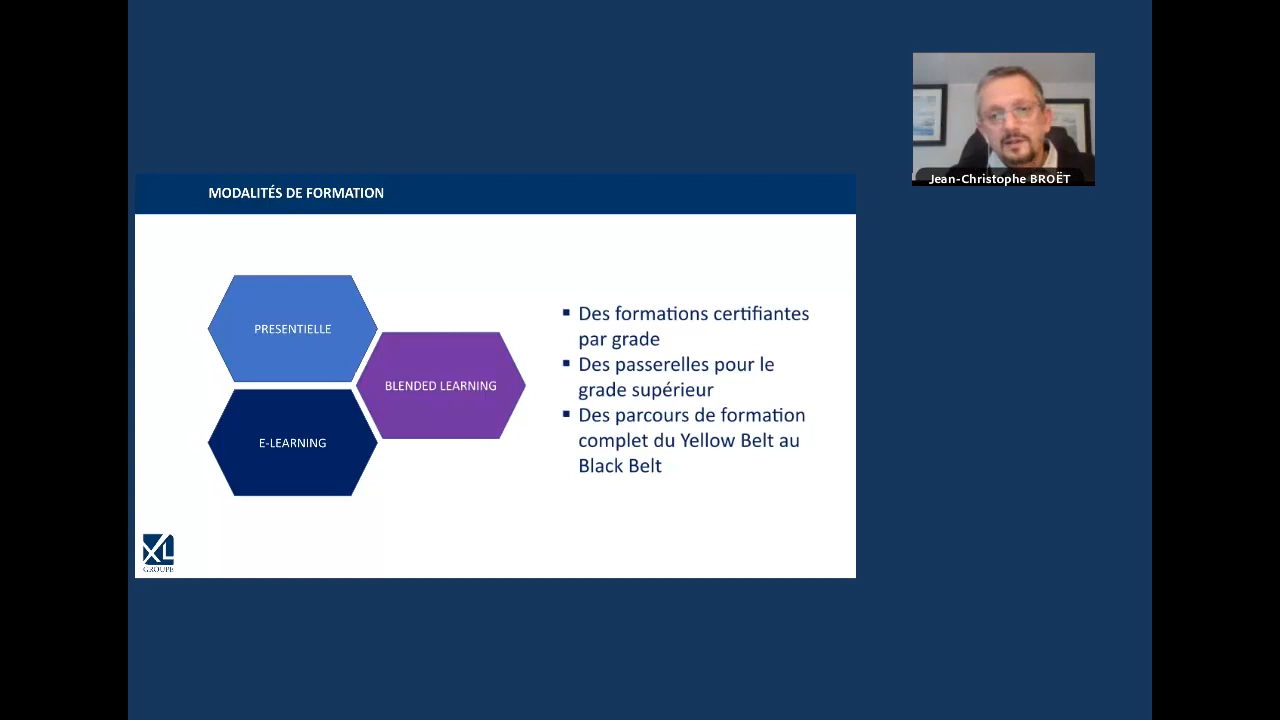 Jean-Christophe BROËT
MODALITÉS DE FORMATION
PRESENTIELLE
BLENDED LEARNING
E-LEARNING
Des formations certifiantes
par grade
Des passerelles pour le
grade supérieur
Des parcours de formation
complet du Yellow Belt au
Black Belt
XL
GROUPE